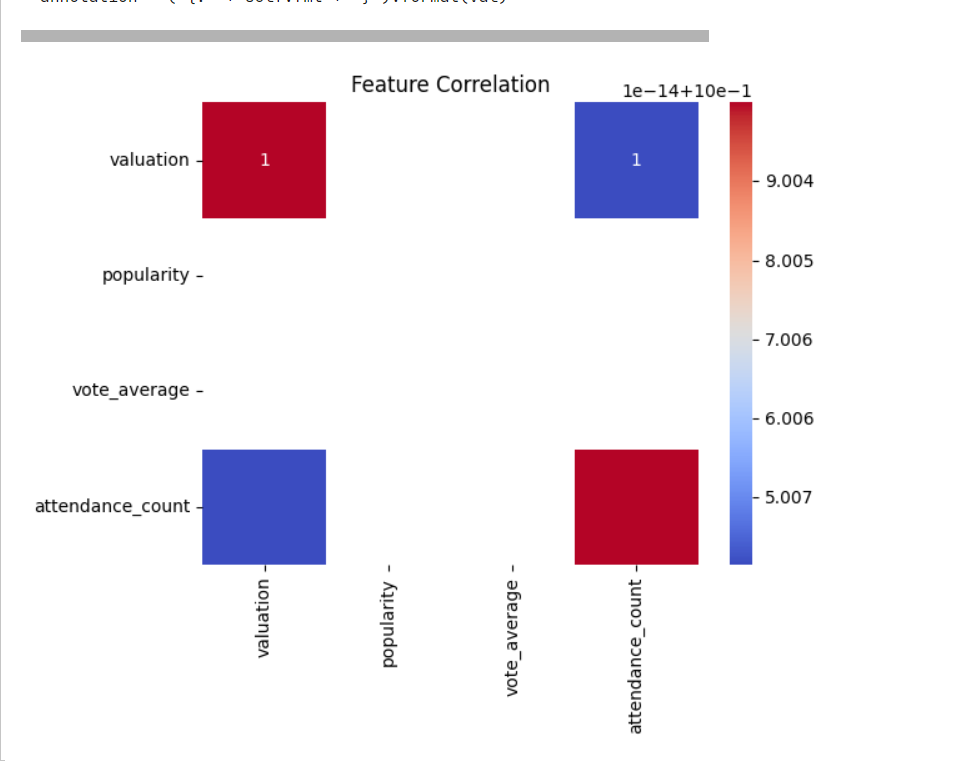 Feature Correlation
1e−14+10e−1
valuation
1
1
9.004
8.005
popularity
7.006
vote_average
6.006
attendance_count
5.007
valuation
popularity
vote_average
attendance_count